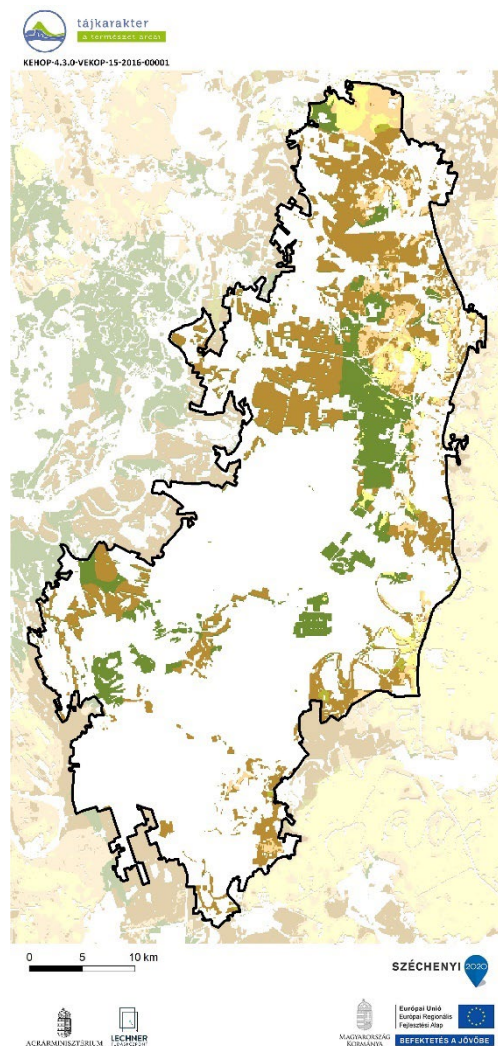 tájkarakter
a természet arcai
KEHOP-4.3.0-VEKOP-15-2016-00001
0 5 10 km
SZÉCHENYI 2020
AGRÁRMINISZTÉRIUM
LECHNER
TUDÁSKÖZPONT
MAGYARORSZÁG
KORMÁNYA
Európai Unió
Európai Regionális
Fejlesztési Alap
BEFEKTETÉS A JÖVŐBE